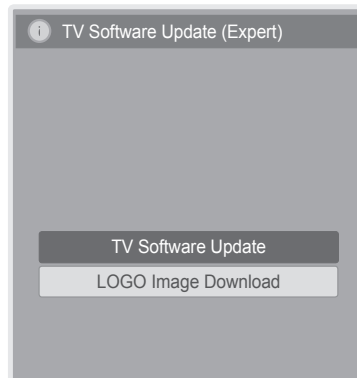 TV Software Update (Expert)
TV Software Update
LOGO Image Download